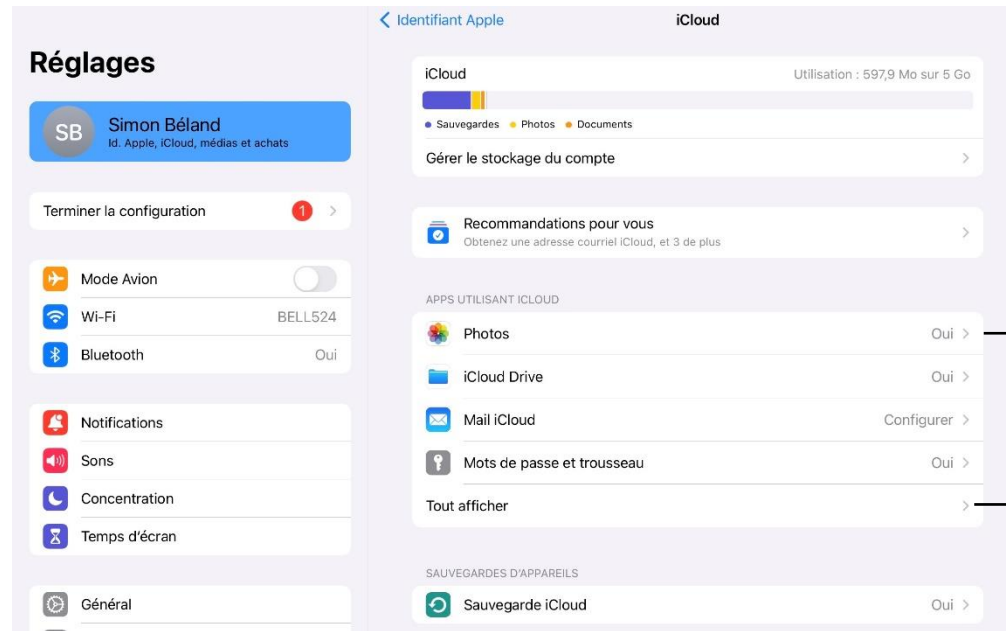 Réglages
SB
Simon Béland
Id. Apple, iCloud, médias et achats
Terminer la configuration
1
Mode Avion
Wi-Fi
BELL524
Bluetooth
Oui
Notifications
Sons
Concentration
Temps d'écran
Général
Identifiant Apple
iCloud
iCloud
Utilisation : 597,9 Mo sur 5 Go
Sauvegardes
Photos
Documents
Gérer le stockage du compte
Recommandations pour vous
Obtenez une adresse courriel iCloud, et 3 de plus
APPS UTILISANT ICLOUD
Photos
Oui
iCloud Drive
Oui
Mail iCloud
Configurer
Mots de passe et trousseau
Oui
Tout afficher
SAUVEGARDES D'APPAREILS
Sauvegarde iCloud
Oui